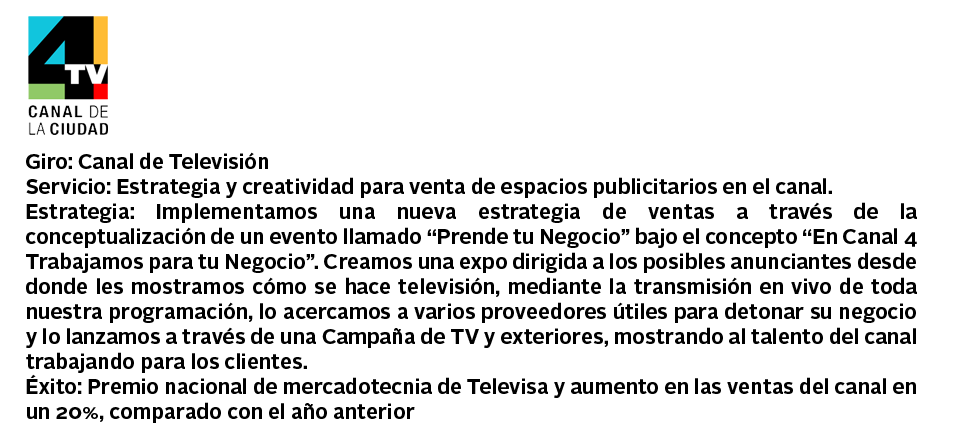 4
TV
CANAL DE
LA CIUDAD
Giro: Canal de Televisión
Servicio: Estrategia y creatividad para venta de espacios publicitarios en el canal.
Estrategia: Implementamos una nueva estrategia de ventas a través de la
conceptualización de un evento llamado “Prende tu Negocio” bajo el concepto “En Canal 4
Trabajamos para tu Negocio”. Creamos una expo dirigida a los posibles anunciantes desde
donde les mostramos cómo se hace televisión, mediante la transmisión en vivo de toda
nuestra programación, lo acercamos a varios proveedores útiles para detonar su negocio
y lo lanzamos a través de una Campaña de TV y exteriores, mostrando al talento del canal
trabajando para los clientes.
Éxito: Premio nacional de mercadotecnia de Televisa y aumento en las ventas del canal en
un 20%, comparado con el año anterior